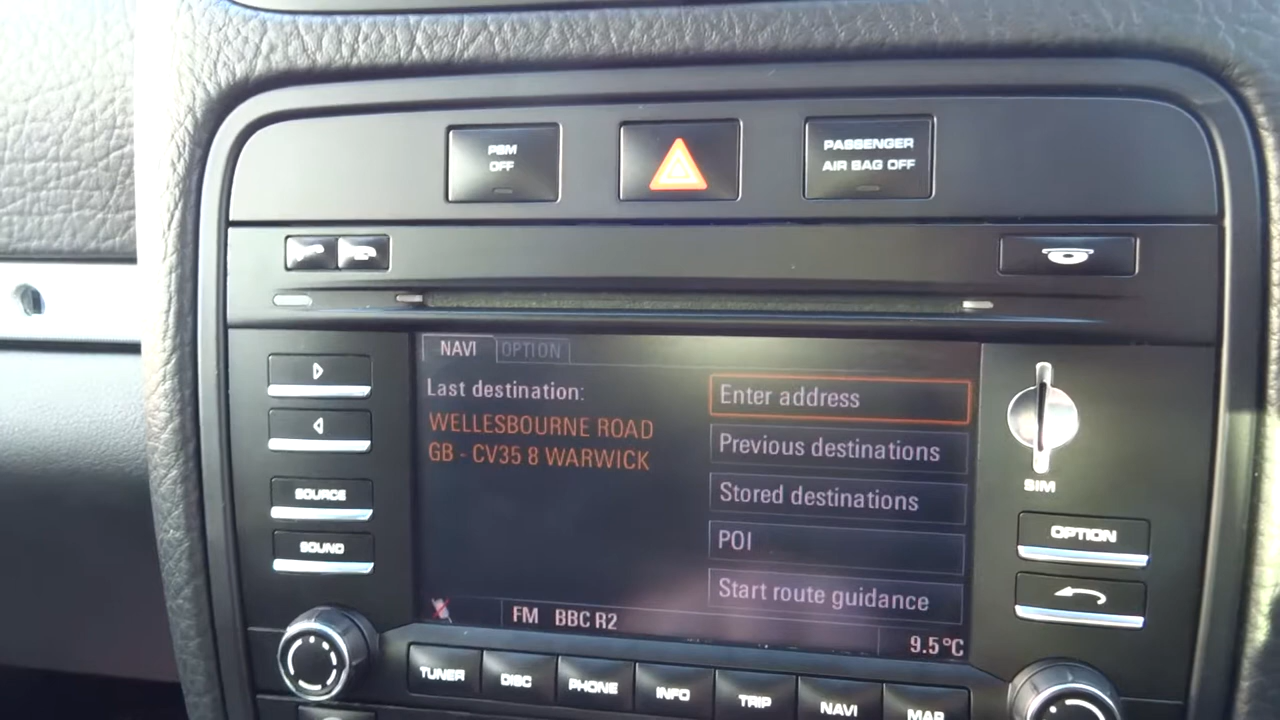 PSM
OFF
PASSENGER
AIR BAG OFF
NAVI
OPTION
Last destination:
WELLESBOURNE ROAD
GB - CV35 8 WARWICK
Enter address
Previous destinations
Stored destinations
POI
Start route guidance
FM BBC R2
9.5°C
SOURCE
SOUND
SIM
OPTION
TUNER
DISC
PHONE
INFO
TRIP
NAVI
MAP